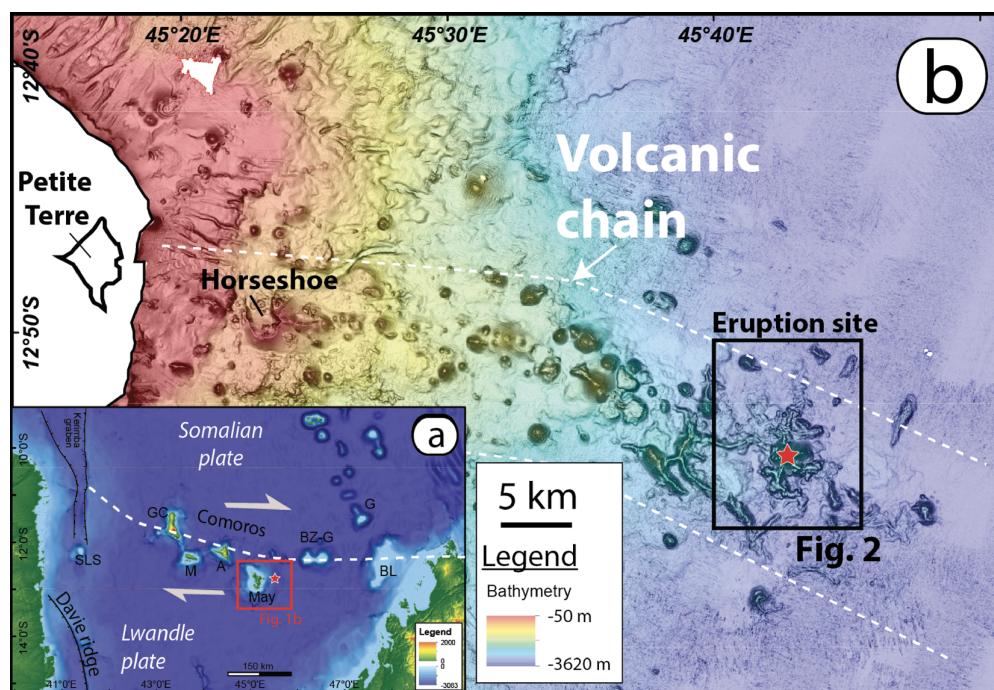 45°20'E
45°30'E
45°40'E
b
12°40'S
12°50'S
Volcanic
chain
Petite
Terre
Horseshoe
Eruption site
Fig. 2
5 km
Legend
Bathymetry
-50 m
-3620 m
a
Kerimba
graben
Somalian
plate
10°0'S
12°0'S
14°0'S
GC
Comoros
G
BZ-G
SLS
M
A
BL
May
Fig. 1b
Davie ridge
Lwandle
plate
Legend
2000
0
0
-3083
150 km
41°0'E
43°0'E
45°0'E
47°0'E